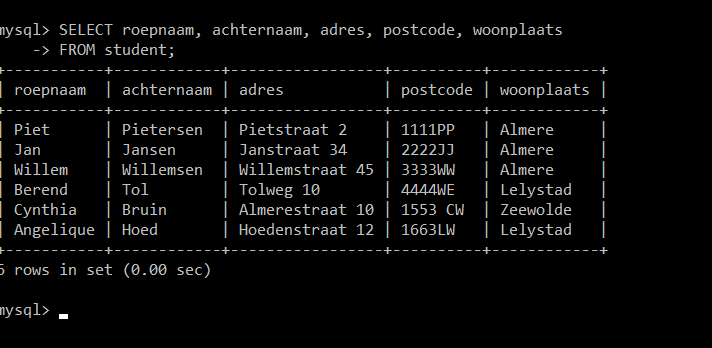 mysql> SELECT roepnaam, achternaam, adres, postcode, woonplaats
    -> FROM student;
+-----------+------------+-----------------+----------+------------+
| roepnaam  | achternaam | adres           | postcode | woonplaats |
+-----------+------------+-----------------+----------+------------+
| Piet      | Pietersen  | Pietstraat 2    | 1111PP   | Almere     |
| Jan       | Jansen     | Janstraat 34    | 2222JJ   | Almere     |
| Willem    | Willemsen  | Willemstraat 45 | 3333WW   | Almere     |
| Berend    | Tol        | Tolweg 10       | 4444WE   | Lelystad   |
| Cynthia   | Bruin      | Almerestraat 10 | 1553 CW  | Zeewolde   |
| Angelique | Hoed       | Hoedenstraat 12 | 1663LW   | Lelystad   |
+-----------+------------+-----------------+----------+------------+
6 rows in set (0.00 sec)

mysql>